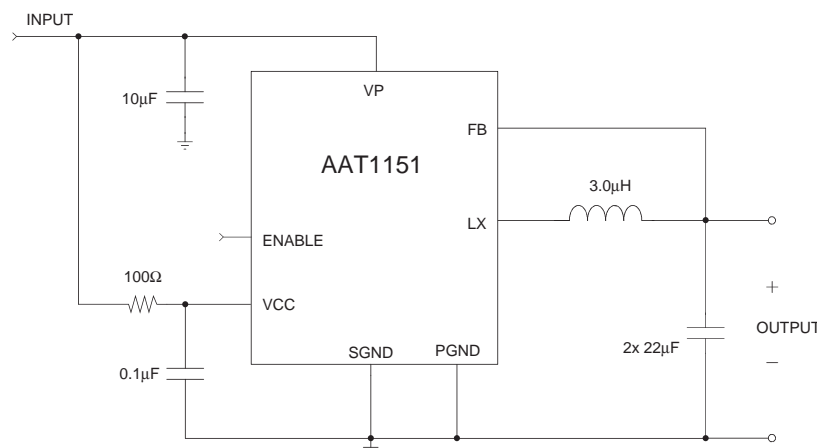 INPUT
10μF
VP
FB
AAT1151
3.0μH
LX
ENABLE
100Ω
VCC
+
OUTPUT
2x 22μF
SGND
PGND
0.1μF
–